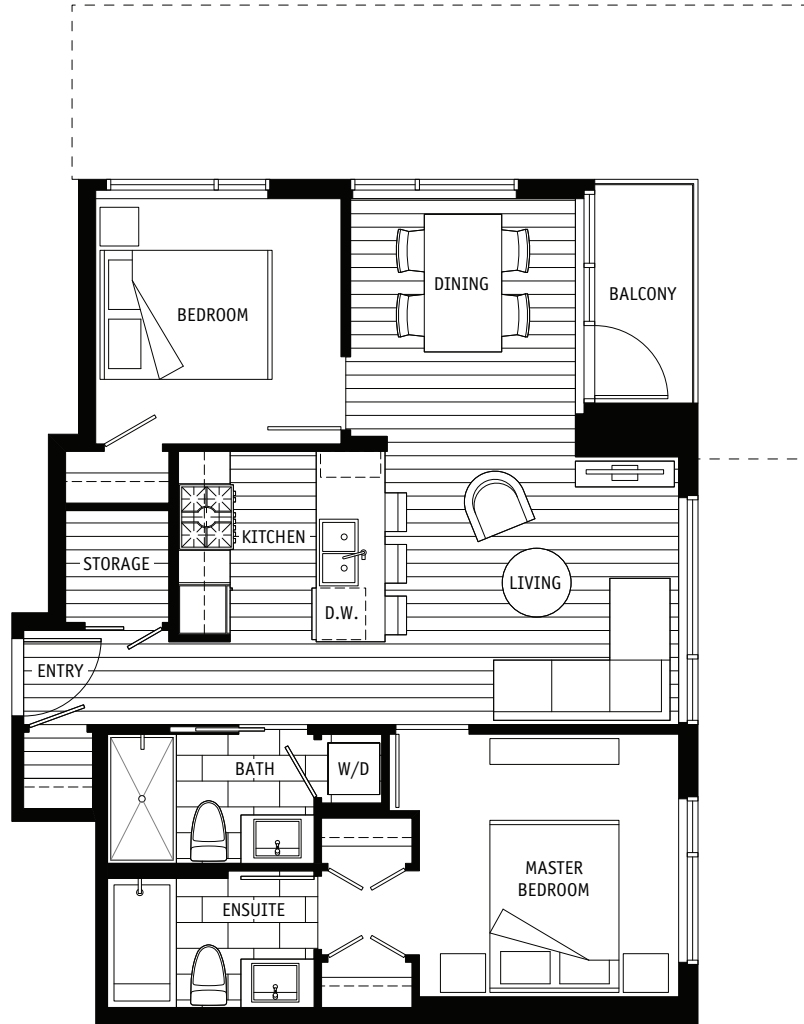 DINING
BALCONY
BEDROOM
KITCHEN
STORAGE
LIVING
D.W.
ENTRY
BATH
W/D
MASTER
BEDROOM
ENSUITE